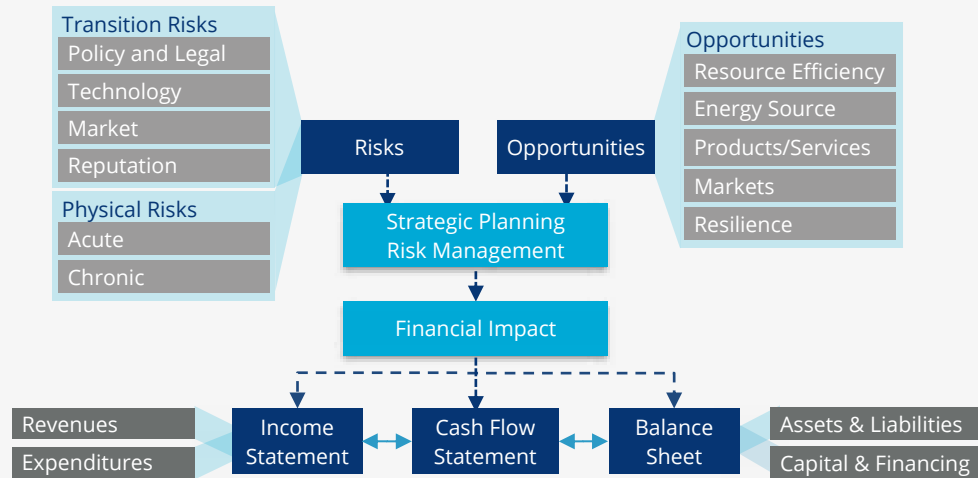 Transition Risks
Policy and Legal
Technology
Market
Reputation
Physical Risks
Acute
Chronic
Risks
Opportunities
Opportunities
Resource Efficiency
Energy Source
Products/Services
Markets
Resilience
Strategic Planning
Risk Management
Financial Impact
Revenues
Expenditures
Income
Statement
Cash Flow
Statement
Balance
Sheet
Assets & Liabilities
Capital & Financing